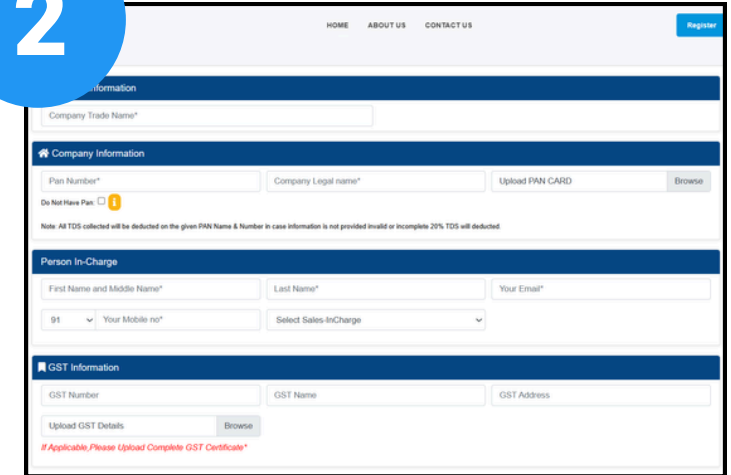 2
HOME ABOUT US CONTACT US Register
Information
Company Trade Name*
Company Information
Pan Number* Company Legal name* Upload PAN CARD Browse
Do Not Have Pan: i
Note: All TDS collected will be deducted on the given PAN Name & Number in case information is not provided invalid or incomplete 20% TDS will deducted.
Person In-Charge
First Name and Middle Name* Last Name* Your Email*
91 Your Mobile no* Select Sales-InCharge
GST Information
GST Number GST Name GST Address
Upload GST Details Browse
If Applicable,Please Upload Complete GST Certificate*